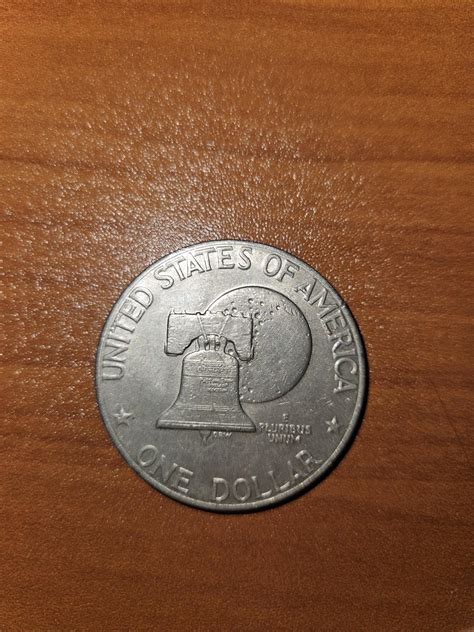 UNITED STATES OF AMERICA
E
PLURIBUS
UNUM
ONE DOLLAR